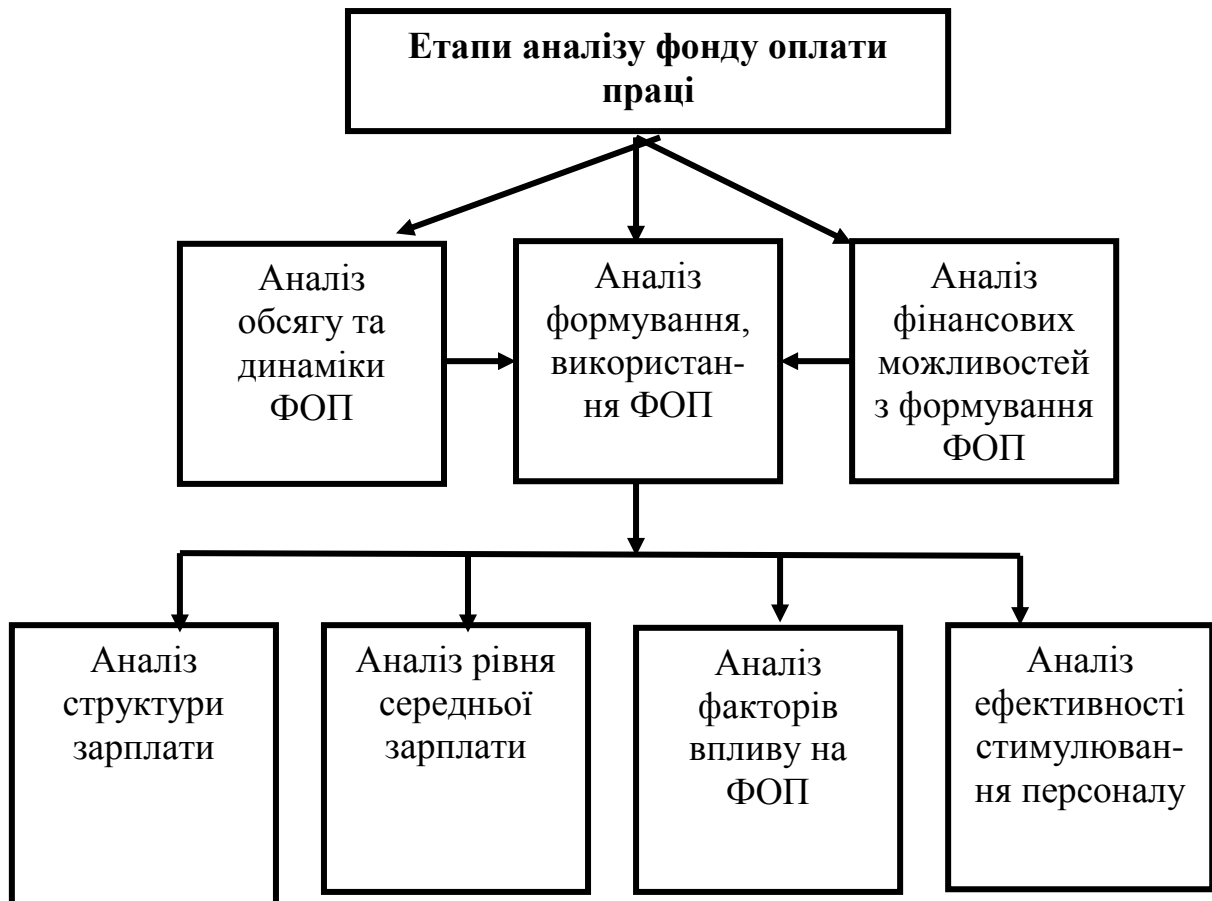 Етапи аналізу фонду оплати
праці
Аналіз
обсягу та
динаміки
ФОП
Аналіз
формування,
використан-
ня ФОП
Аналіз
фінансових
можливостей
з формування
ФОП
Аналіз
структури
зарплати
Аналіз рівня
середньої
зарплати
Аналіз
факторів
впливу на
ФОП
Аналіз
ефективності
стимулюван-
ня персоналу